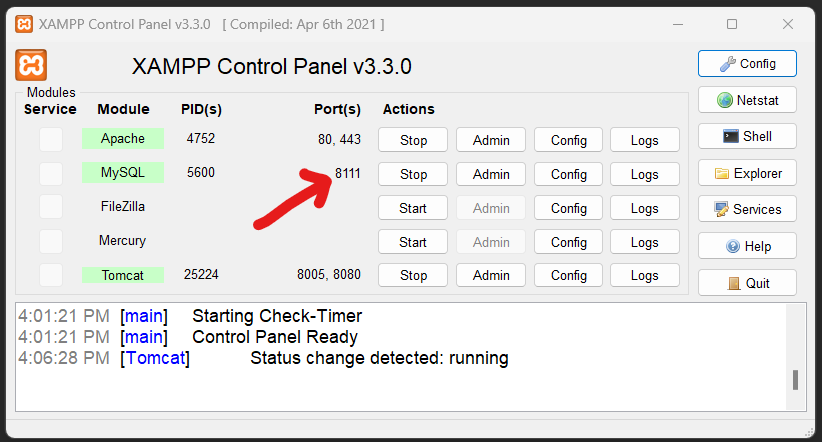 XAMPP Control Panel v3.3.0 [ Compiled: Apr 6th 2021 ]
XAMPP Control Panel v3.3.0
Config
Modules
Service Module PID(s) Port(s) Actions
Netstat
Apache 4752 80, 443 Stop Admin Config Logs
Shell
MySQL 5600 8111 Stop Admin Config Logs
Explorer
FileZilla Start Admin Config Logs
Services
Mercury Start Admin Config Logs
Help
Tomcat 25224 8005, 8080 Stop Admin Config Logs
Quit
4:01:21 PM [main] Starting Check-Timer
4:01:21 PM [main] Control Panel Ready
4:06:28 PM [Tomcat] Status change detected: running